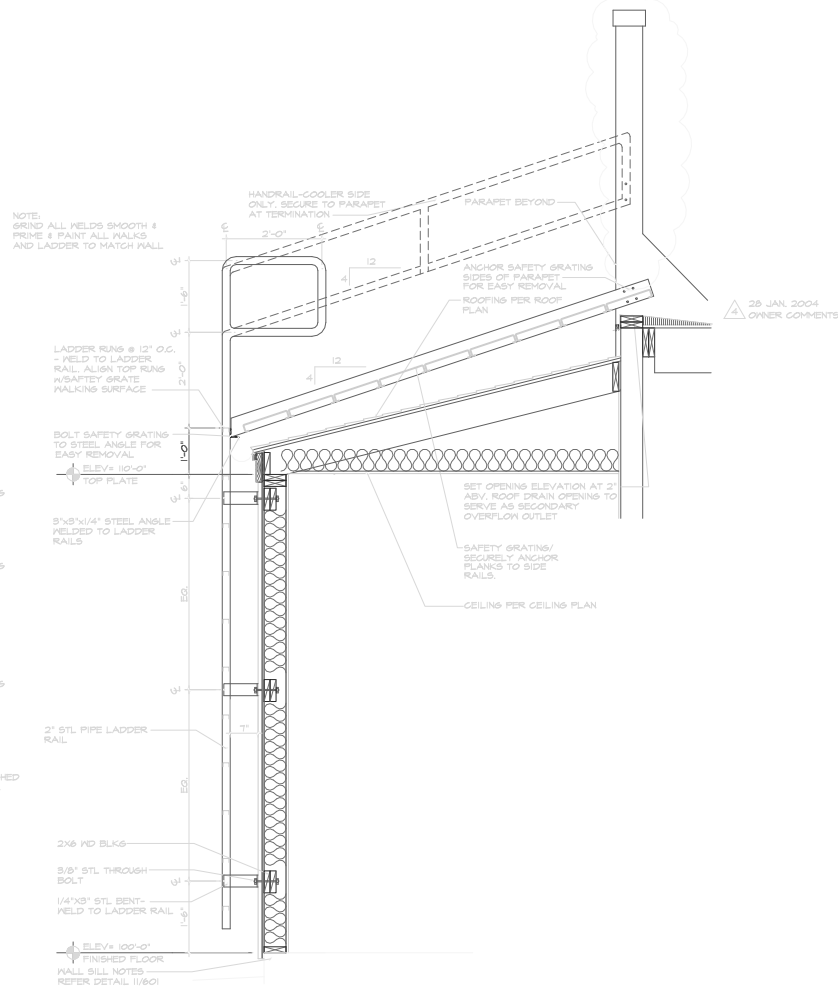 HANDRAIL-COOLER SIDE
ONLY. SECURE TO PARAPET
AT TERMINATION
PARAPET BEYOND
NOTE:
GRIND ALL WELDS SMOOTH &
PRIME & PAINT ALL WALKS
AND LADDER TO MATCH WALL
2'-0"
12
4
1'-6"
ANCHOR SAFETY GRATING
SIDES OF PARAPET
FOR EASY REMOVAL
ROOFING PER ROOF
PLAN
4
28 JAN. 2004
OWNER COMMENTS
LADDER RUNG @ 12" O.C.
- WELD TO LADDER
RAIL. ALIGN TOP RUNG
W/SAFTEY GRATE
WALKING SURFACE
2'-0"
12
4
BOLT SAFETY GRATING
TO STEEL ANGLE FOR
EASY REMOVAL
1'-0"
ELEV= 110'-0"
TOP PLATE
6"
SET OPENING ELEVATION AT 2"
ABV. ROOF DRAIN OPENING TO
SERVE AS SECONDARY
OVERFLOW OUTLET
3"x3"x1/4" STEEL ANGLE
WELDED TO LADDER
RAILS
SAFETY GRATING/
SECURELY ANCHOR
PLANKS TO SIDE
RAILS.
EQ.
CEILING PER CEILING PLAN
2" STL PIPE LADDER
RAIL
7"
HED
EQ.
2X6 WD BLKG
3/8" STL THROUGH
BOLT
1/4"X3" STL BENT-
WELD TO LADDER RAIL
1'-6"
ELEV= 100'-0"
FINISHED FLOOR
WALL SILL NOTES
REFER DETAIL 11/601